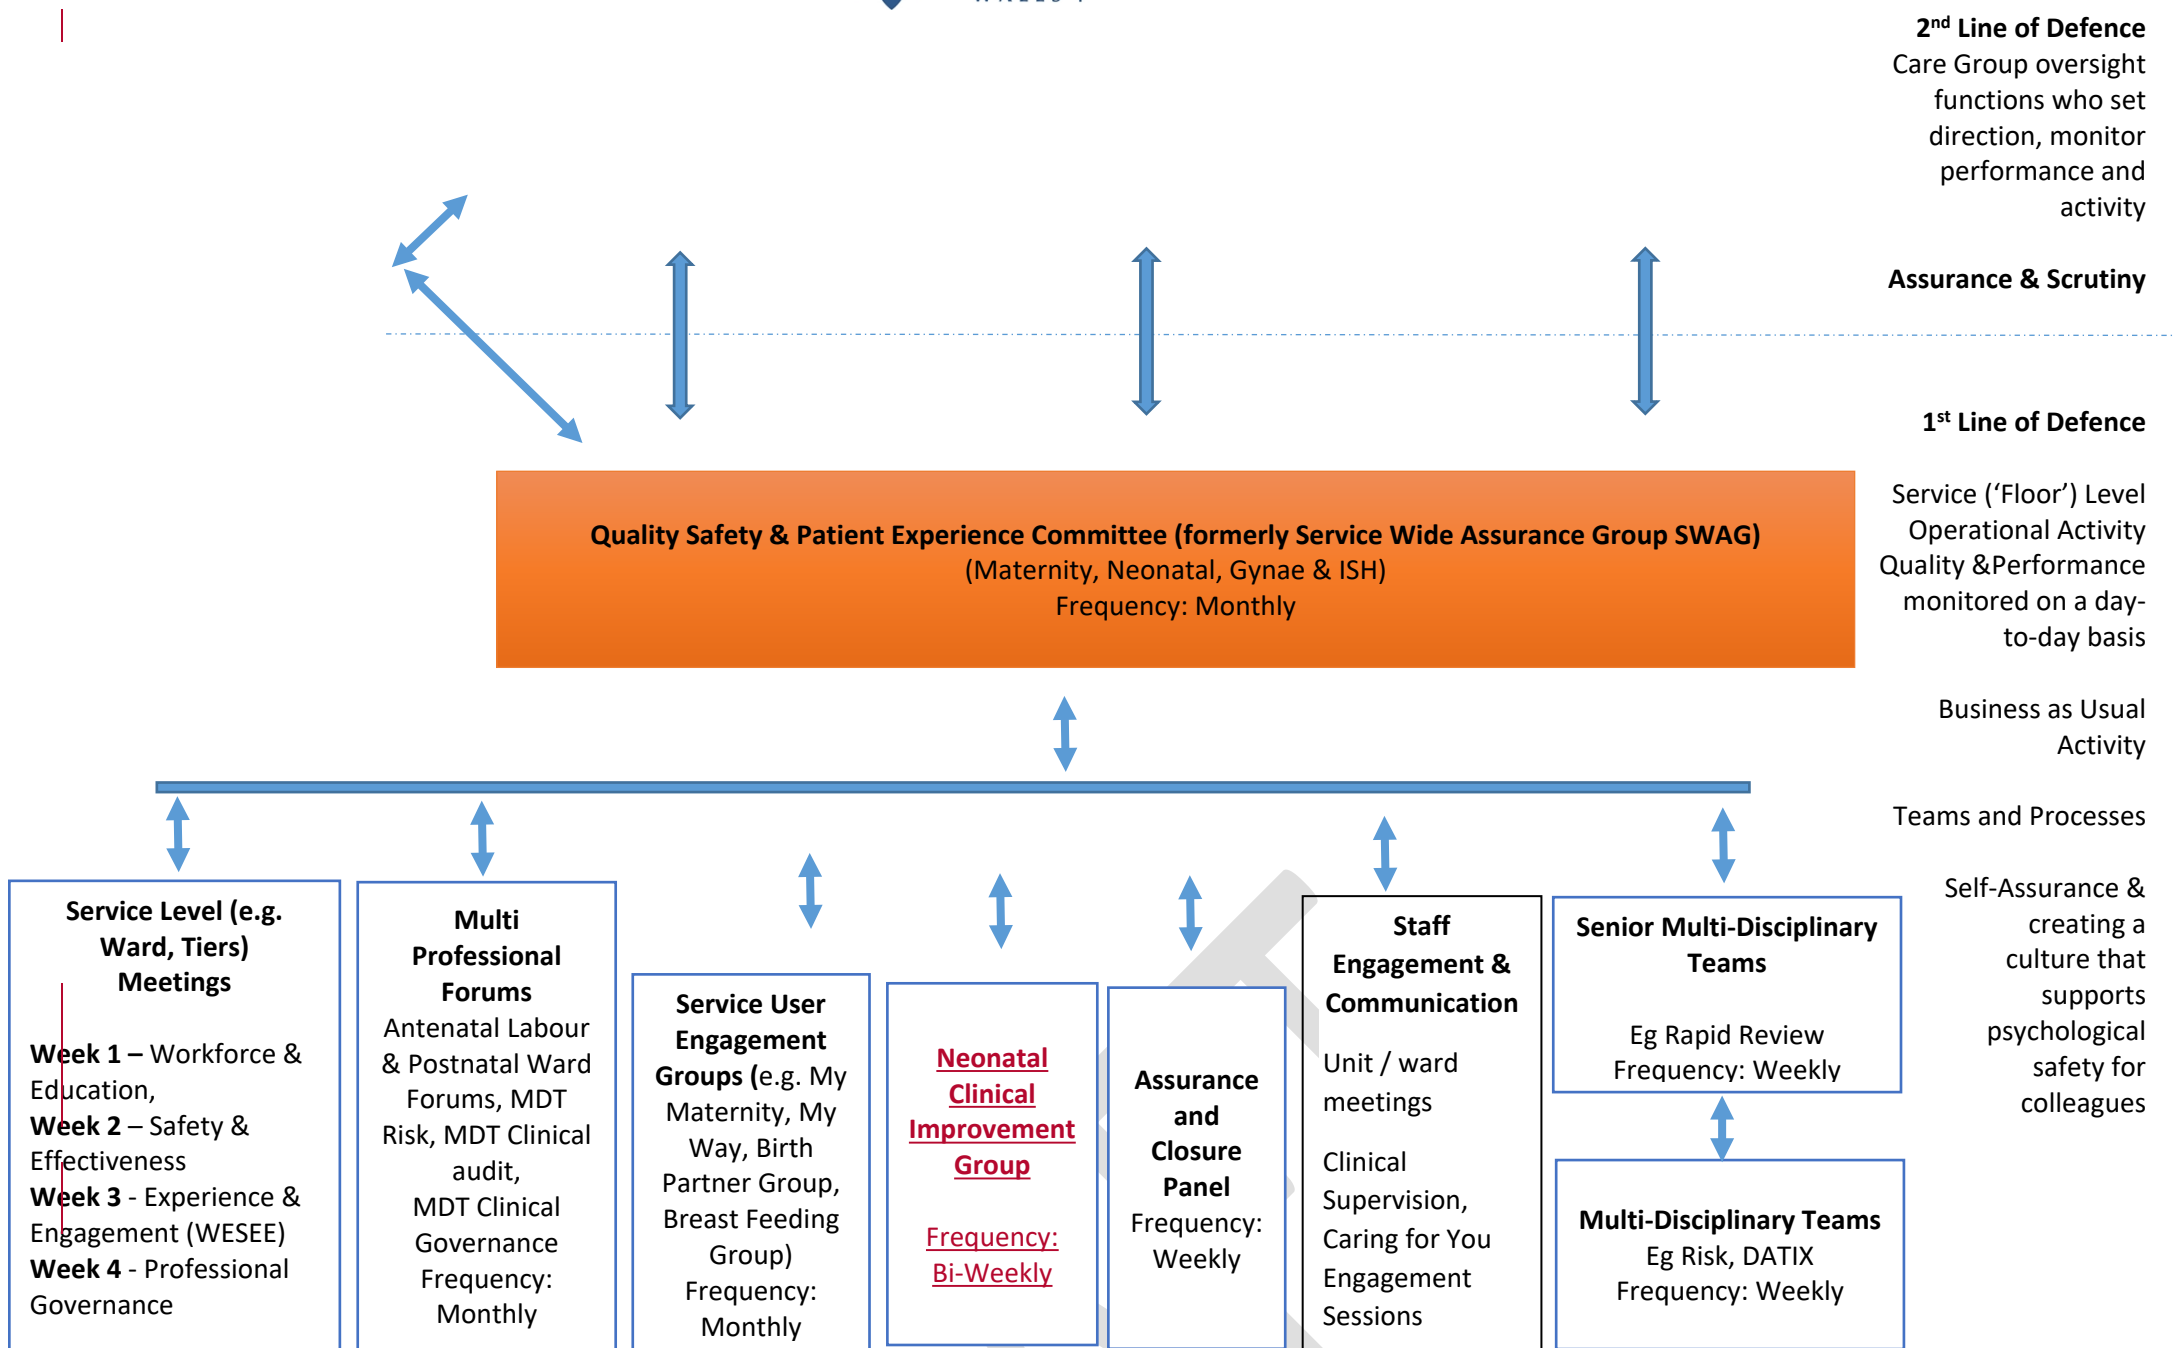 2nd Line of Defence
Care Group oversight
functions who set
direction, monitor
performance and
activity
Assurance & Scrutiny
1st Line of Defence
Service (‘Floor’) Level
Operational Activity
Quality &Performance
monitored on a day-
to-day basis
Business as Usual
Activity
Teams and Processes
Self-Assurance &
creating a
culture that
supports
psychological
safety for
colleagues
Quality Safety & Patient Experience Committee (formerly Service Wide Assurance Group SWAG)
(Maternity, Neonatal, Gynae & ISH)
Frequency: Monthly
Service Level (e.g.
Ward, Tiers)
Meetings
Week 1 – Workforce &
Education,
Week 2 – Safety &
Effectiveness
Week 3 - Experience &
Engagement (WESEE)
Week 4 - Professional
Governance
Multi
Professional
Forums
Antenatal Labour
& Postnatal Ward
Forums, MDT
Risk, MDT Clinical
audit,
MDT Clinical
Governance
Frequency:
Monthly
Service User
Engagement
Groups (e.g. My
Maternity, My
Way, Birth
Partner Group,
Breast Feeding
Group)
Frequency:
Monthly
Neonatal
Clinical
Improvement
Group
Frequency:
Bi-Weekly
Assurance
and
Closure
Panel
Frequency:
Weekly
Staff
Engagement &
Communication
Unit / ward
meetings
Clinical
Supervision,
Caring for You
Engagement
Sessions
Senior Multi-Disciplinary
Teams
Eg Rapid Review
Frequency: Weekly
Multi-Disciplinary Teams
Eg Risk, DATIX
Frequency: Weekly